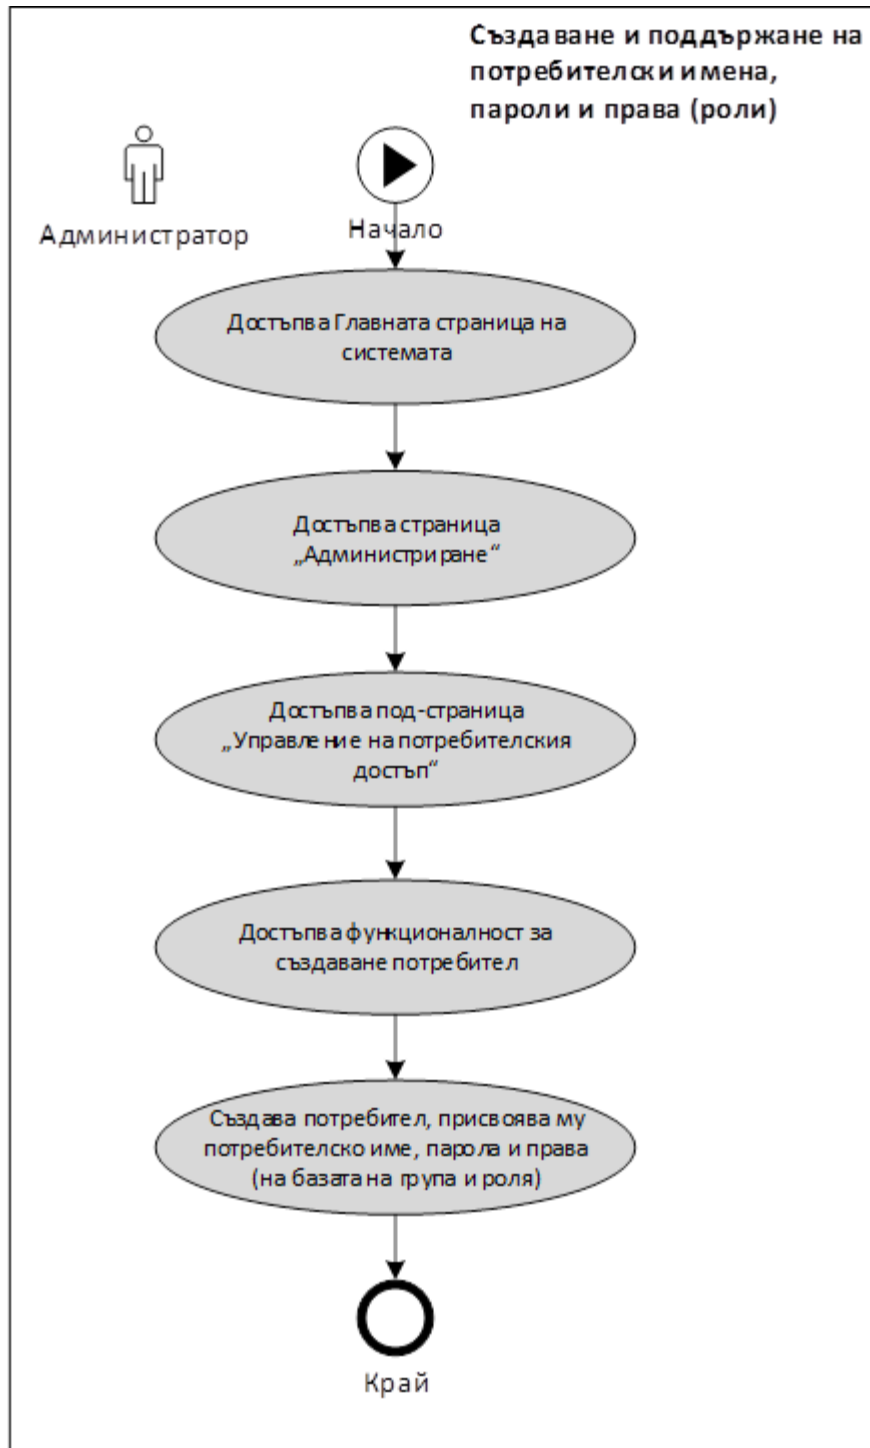 Създаване и поддържане на
потребителски имена,
пароли и права (роли)
Администратор
Начало
Достъпва Главната страница на
системата
Достъпва страница
„Администриране“
Достъпва под-страница
„Управление на потребителския
достъп“
Достъпва функционалност за
създаване потребител
Създава потребител, присвоява му
потребителско име, парола и права
(на базата на група и роля)
Край